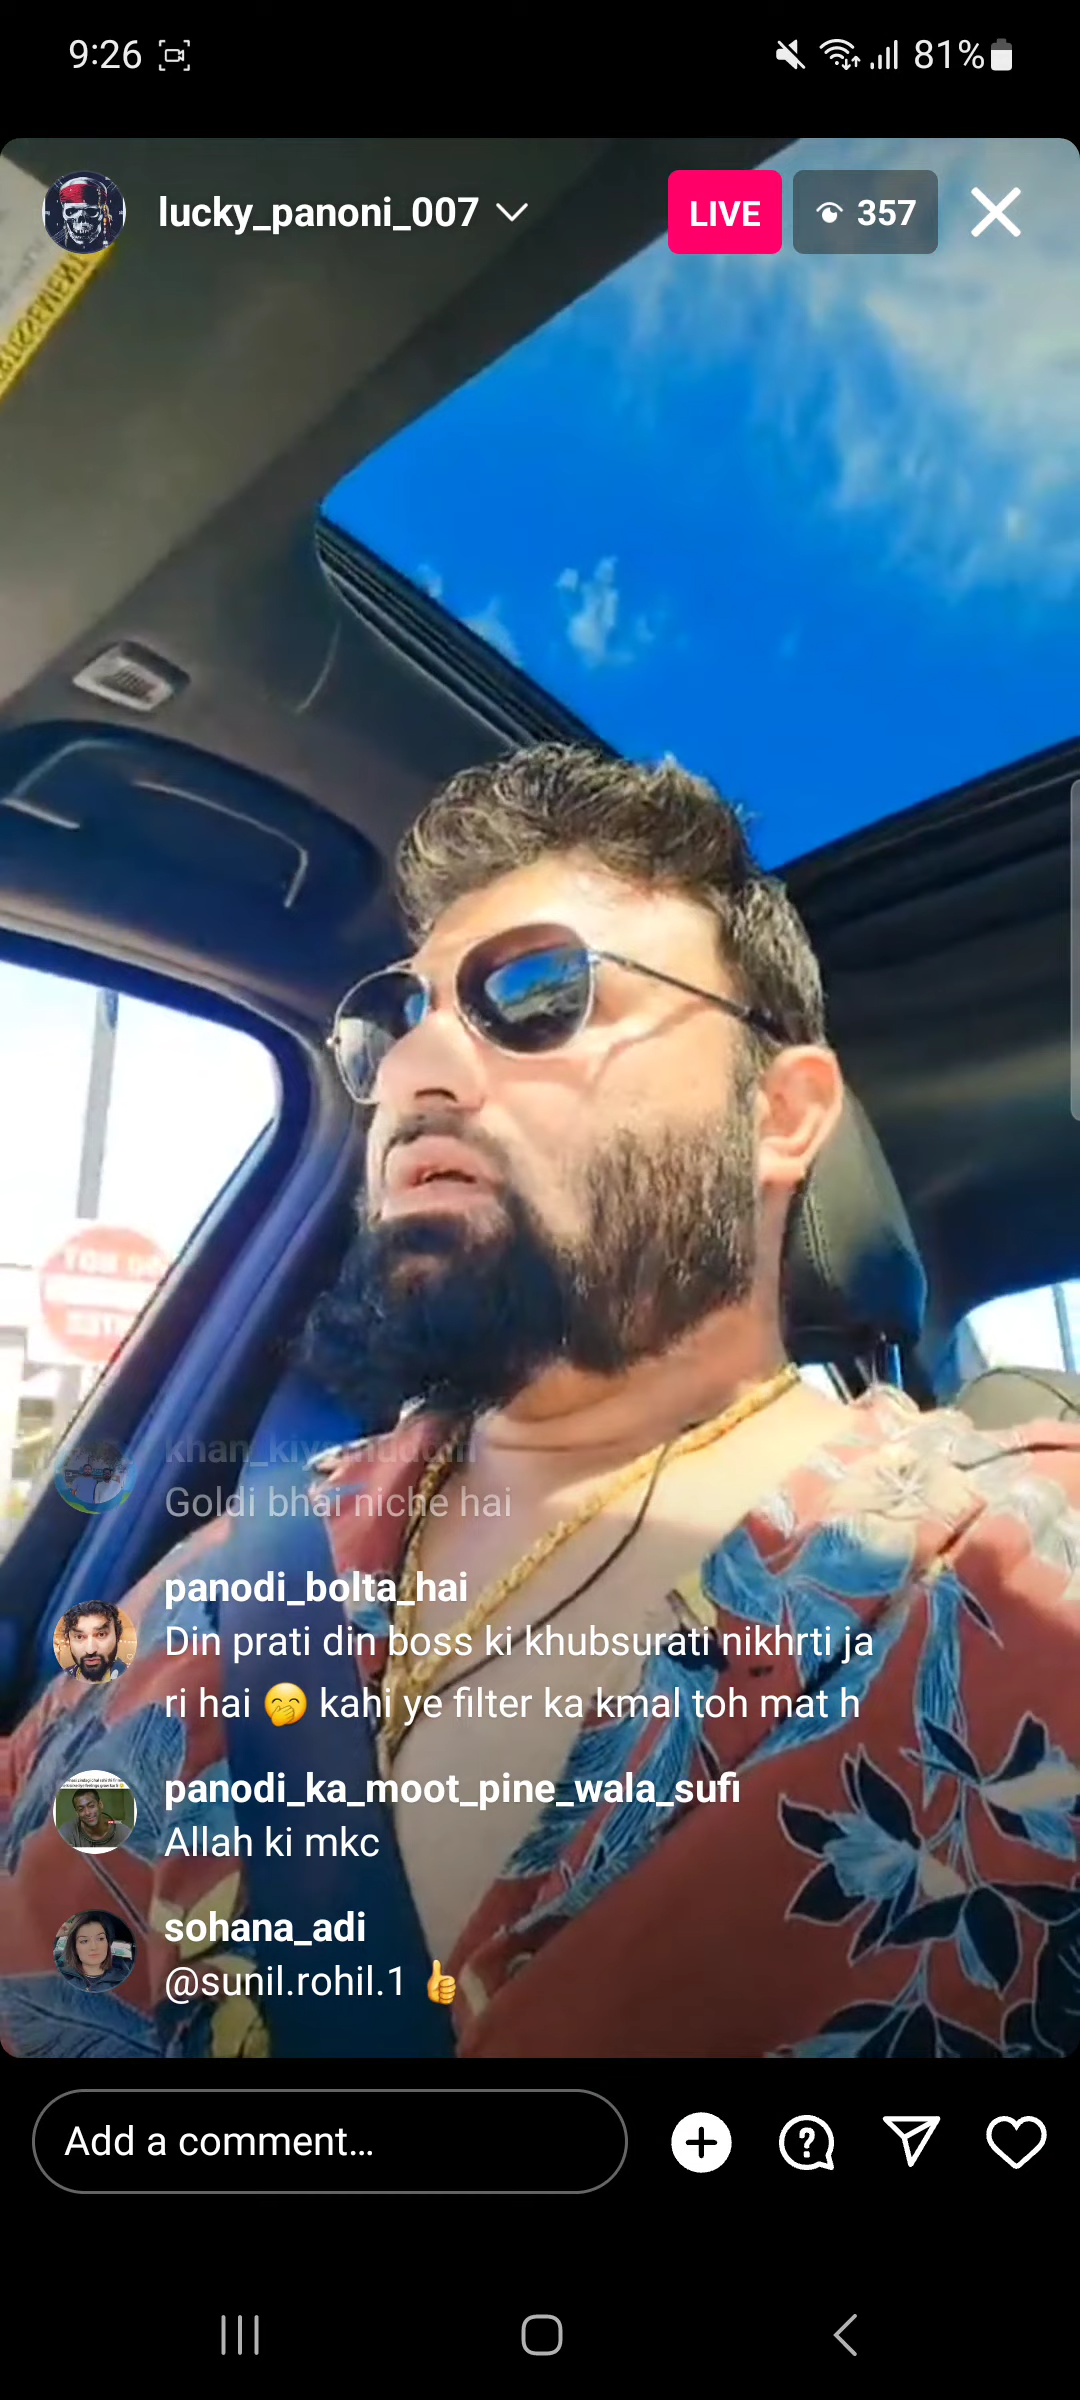 9:26
81%
lucky_panoni_007
LIVE
357
Goldi bhai niche hai
panodi_bolta_hai
Din prati din boss ki khubsurati nikhrti ja
ri hai 🤭 kahi ye filter ka kmal toh mat h
panodi_ka_moot_pine_wala_sufi
Allah ki mkc
sohana_adi
@sunil.rohil.1 👍
Add a comment...